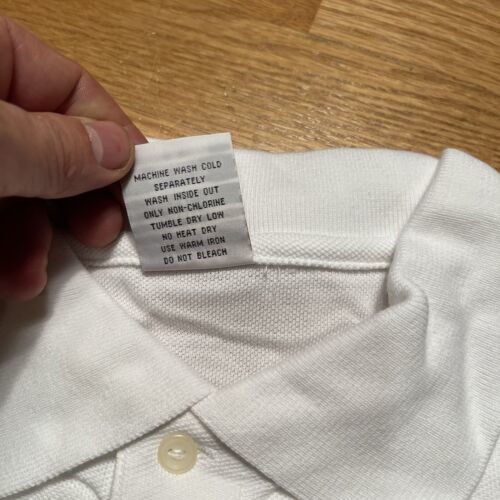 MACHINE WASH COLD
SEPARATELY
WASH INSIDE OUT
ONLY NON-CHLORINE
TUMBLE DRY LOW
NO HEAT DRY
USE WARM IRON
DO NOT BLEACH